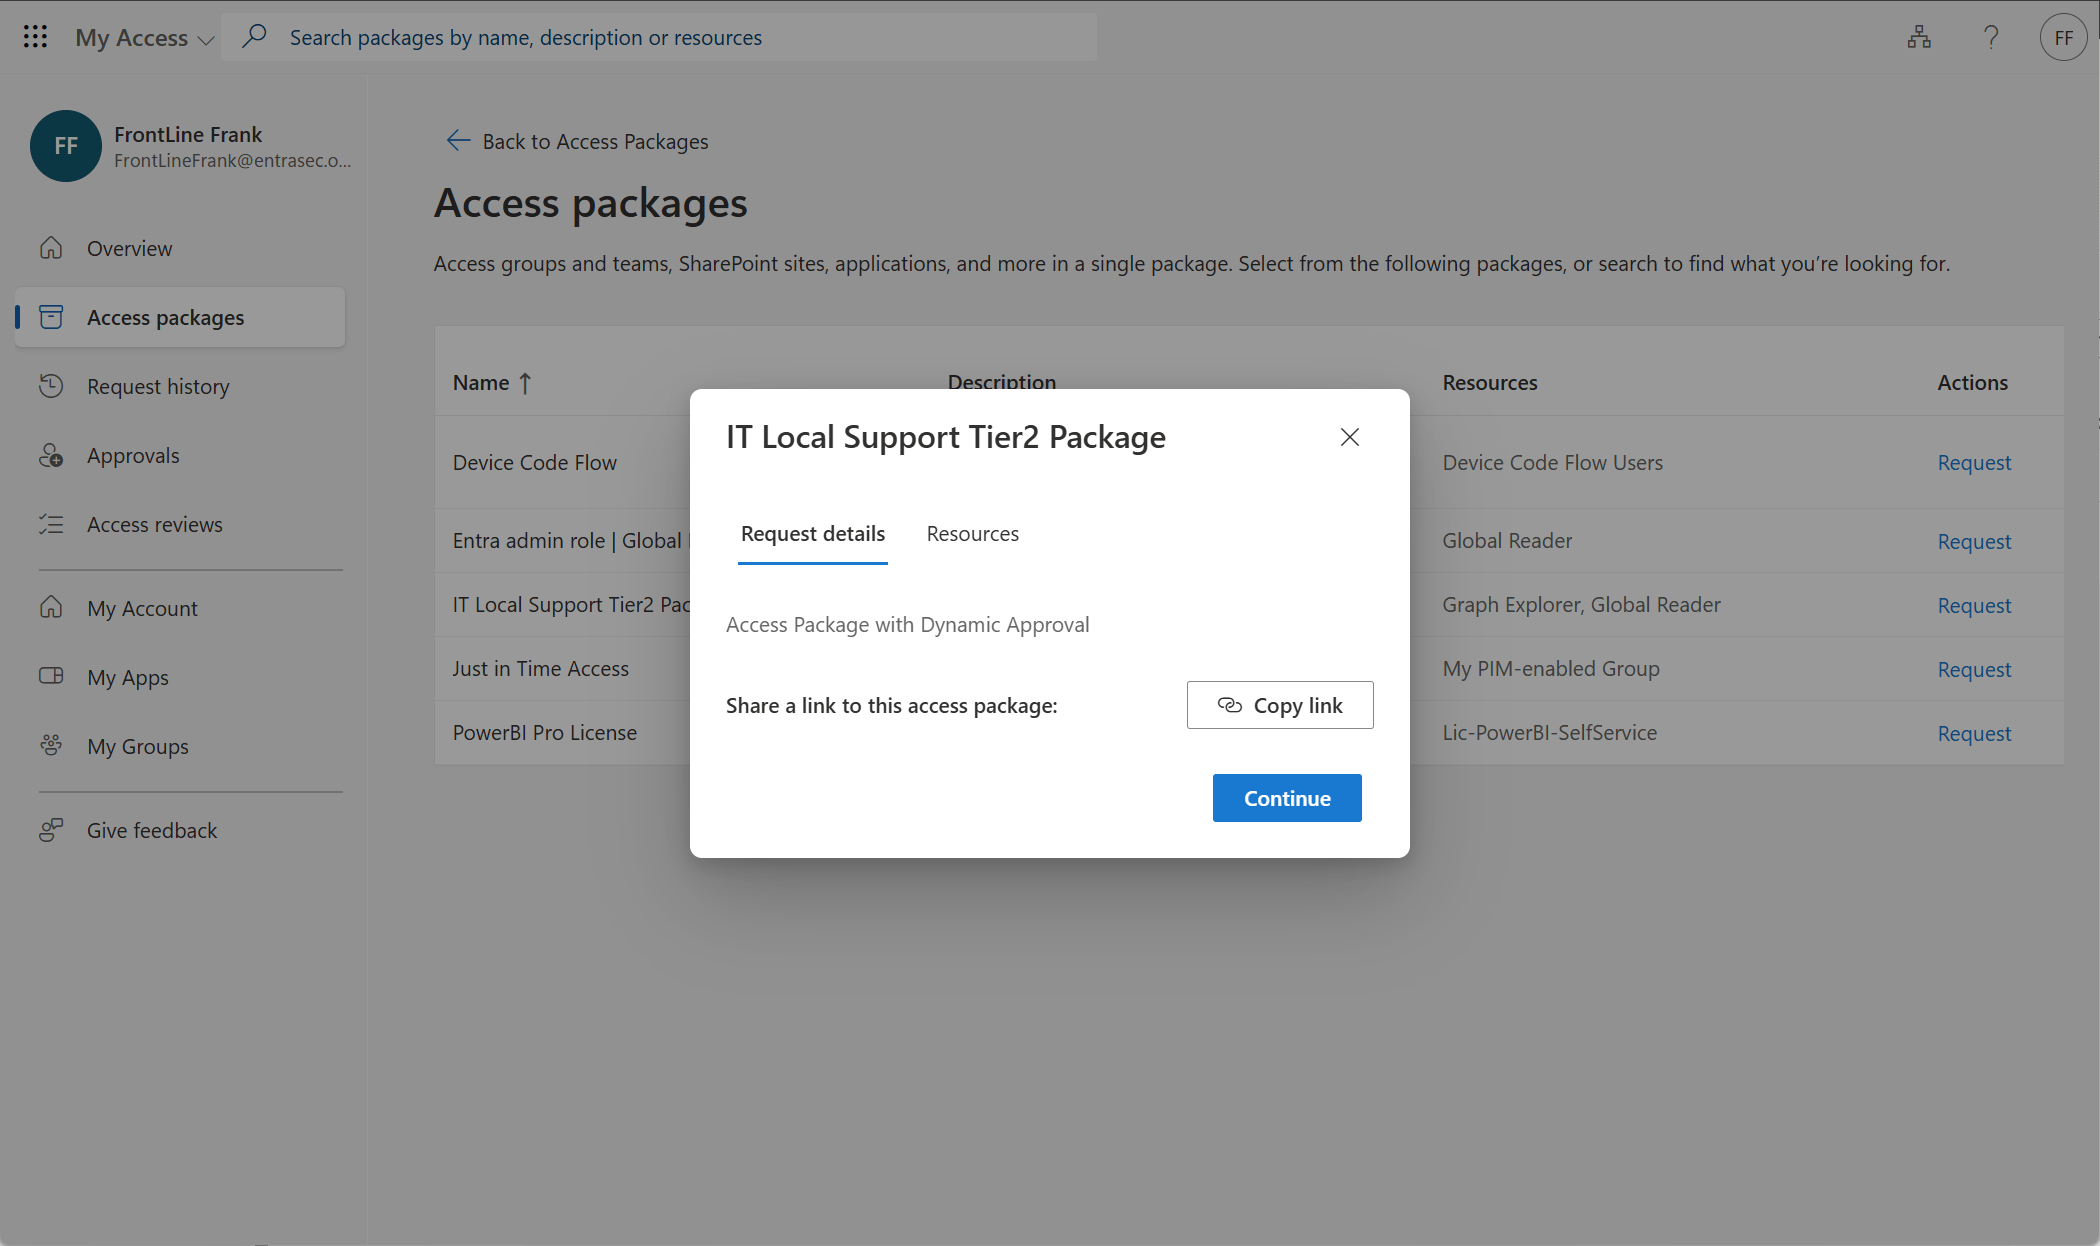 My Access
Search packages by name, description or resources
FF
FF
FrontLine Frank
FrontLineFrank@entrasec.o...
Overview
Access packages
Request history
Approvals
Access reviews
My Account
My Apps
My Groups
Give feedback
Back to Access Packages
Access packages
Access groups and teams, SharePoint sites, applications, and more in a single package. Select from the following packages, or search to find what you're looking for.
Name ↑ Description Resources Actions
Device Code Flow Device Code Flow Users Request
Entra admin role | Global Global Reader Request
IT Local Support Tier2 Pac Graph Explorer, Global Reader Request
Just in Time Access My PIM-enabled Group Request
PowerBI Pro License Lic-PowerBI-SelfService Request
IT Local Support Tier2 Package
Request details Resources
Access Package with Dynamic Approval
Share a link to this access package: Copy link
Continue